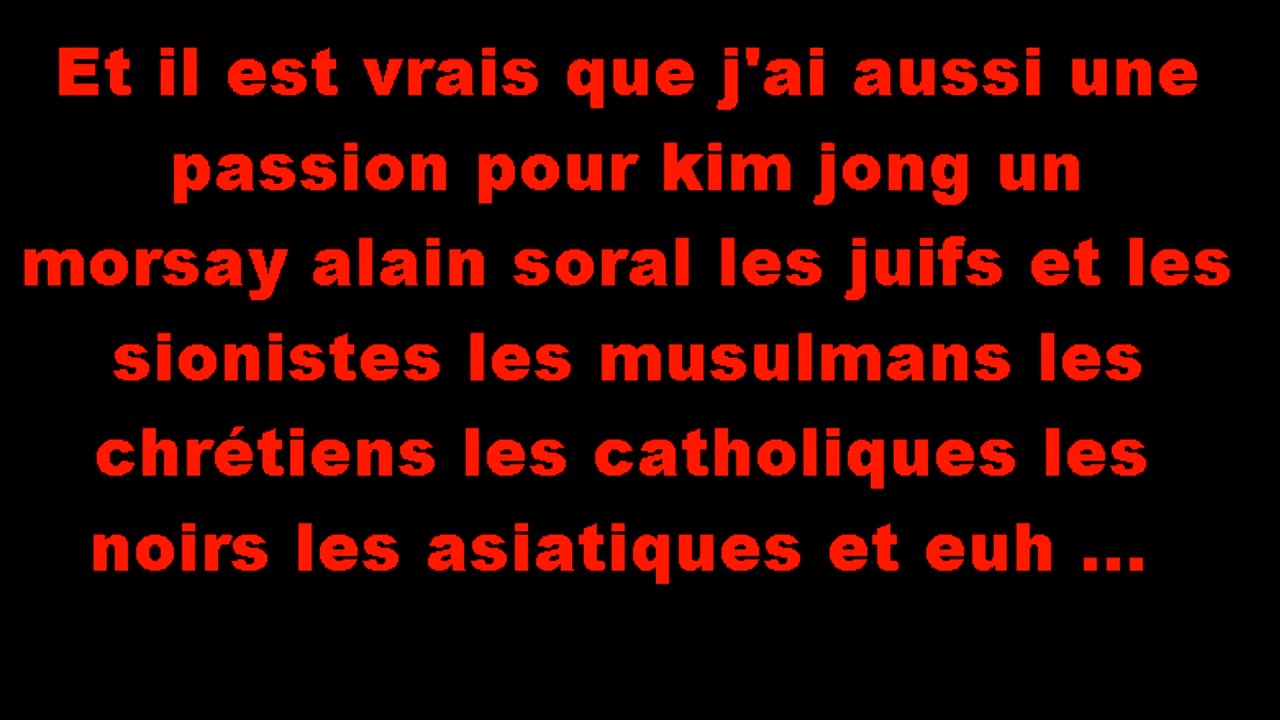 Et il est vrais que j'ai aussi une
passion pour kim jong un
morsay alain soral les juifs et les
sionistes les musulmans les
chrétiens les catholiques les
noirs les asiatiques et euh ...